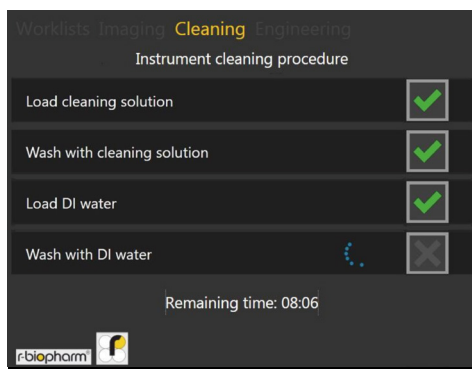 Worklists Imaging Cleaning Engineering
Instrument cleaning procedure
Load cleaning solution
Wash with cleaning solution
Load DI water
Wash with DI water
Remaining time: 08:06
r-biopharm®